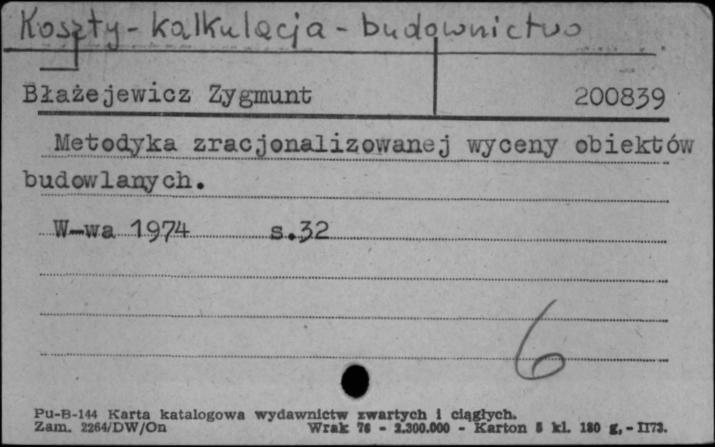 Koszty - kalkulacja - budownictwo
Błażejewicz Zygmunt 200839
Metodyka zracjonalizowanej wyceny obiektów
budowlanych.
W-wa 1974 s.32
6
Pu-B-144 Karta katalogowa wydawnictw zwartych i ciągłych.
Zam. 2264/DW/On Wrak 76 - 2.300.000 - Karton 5 kl. 180 g. - II73.